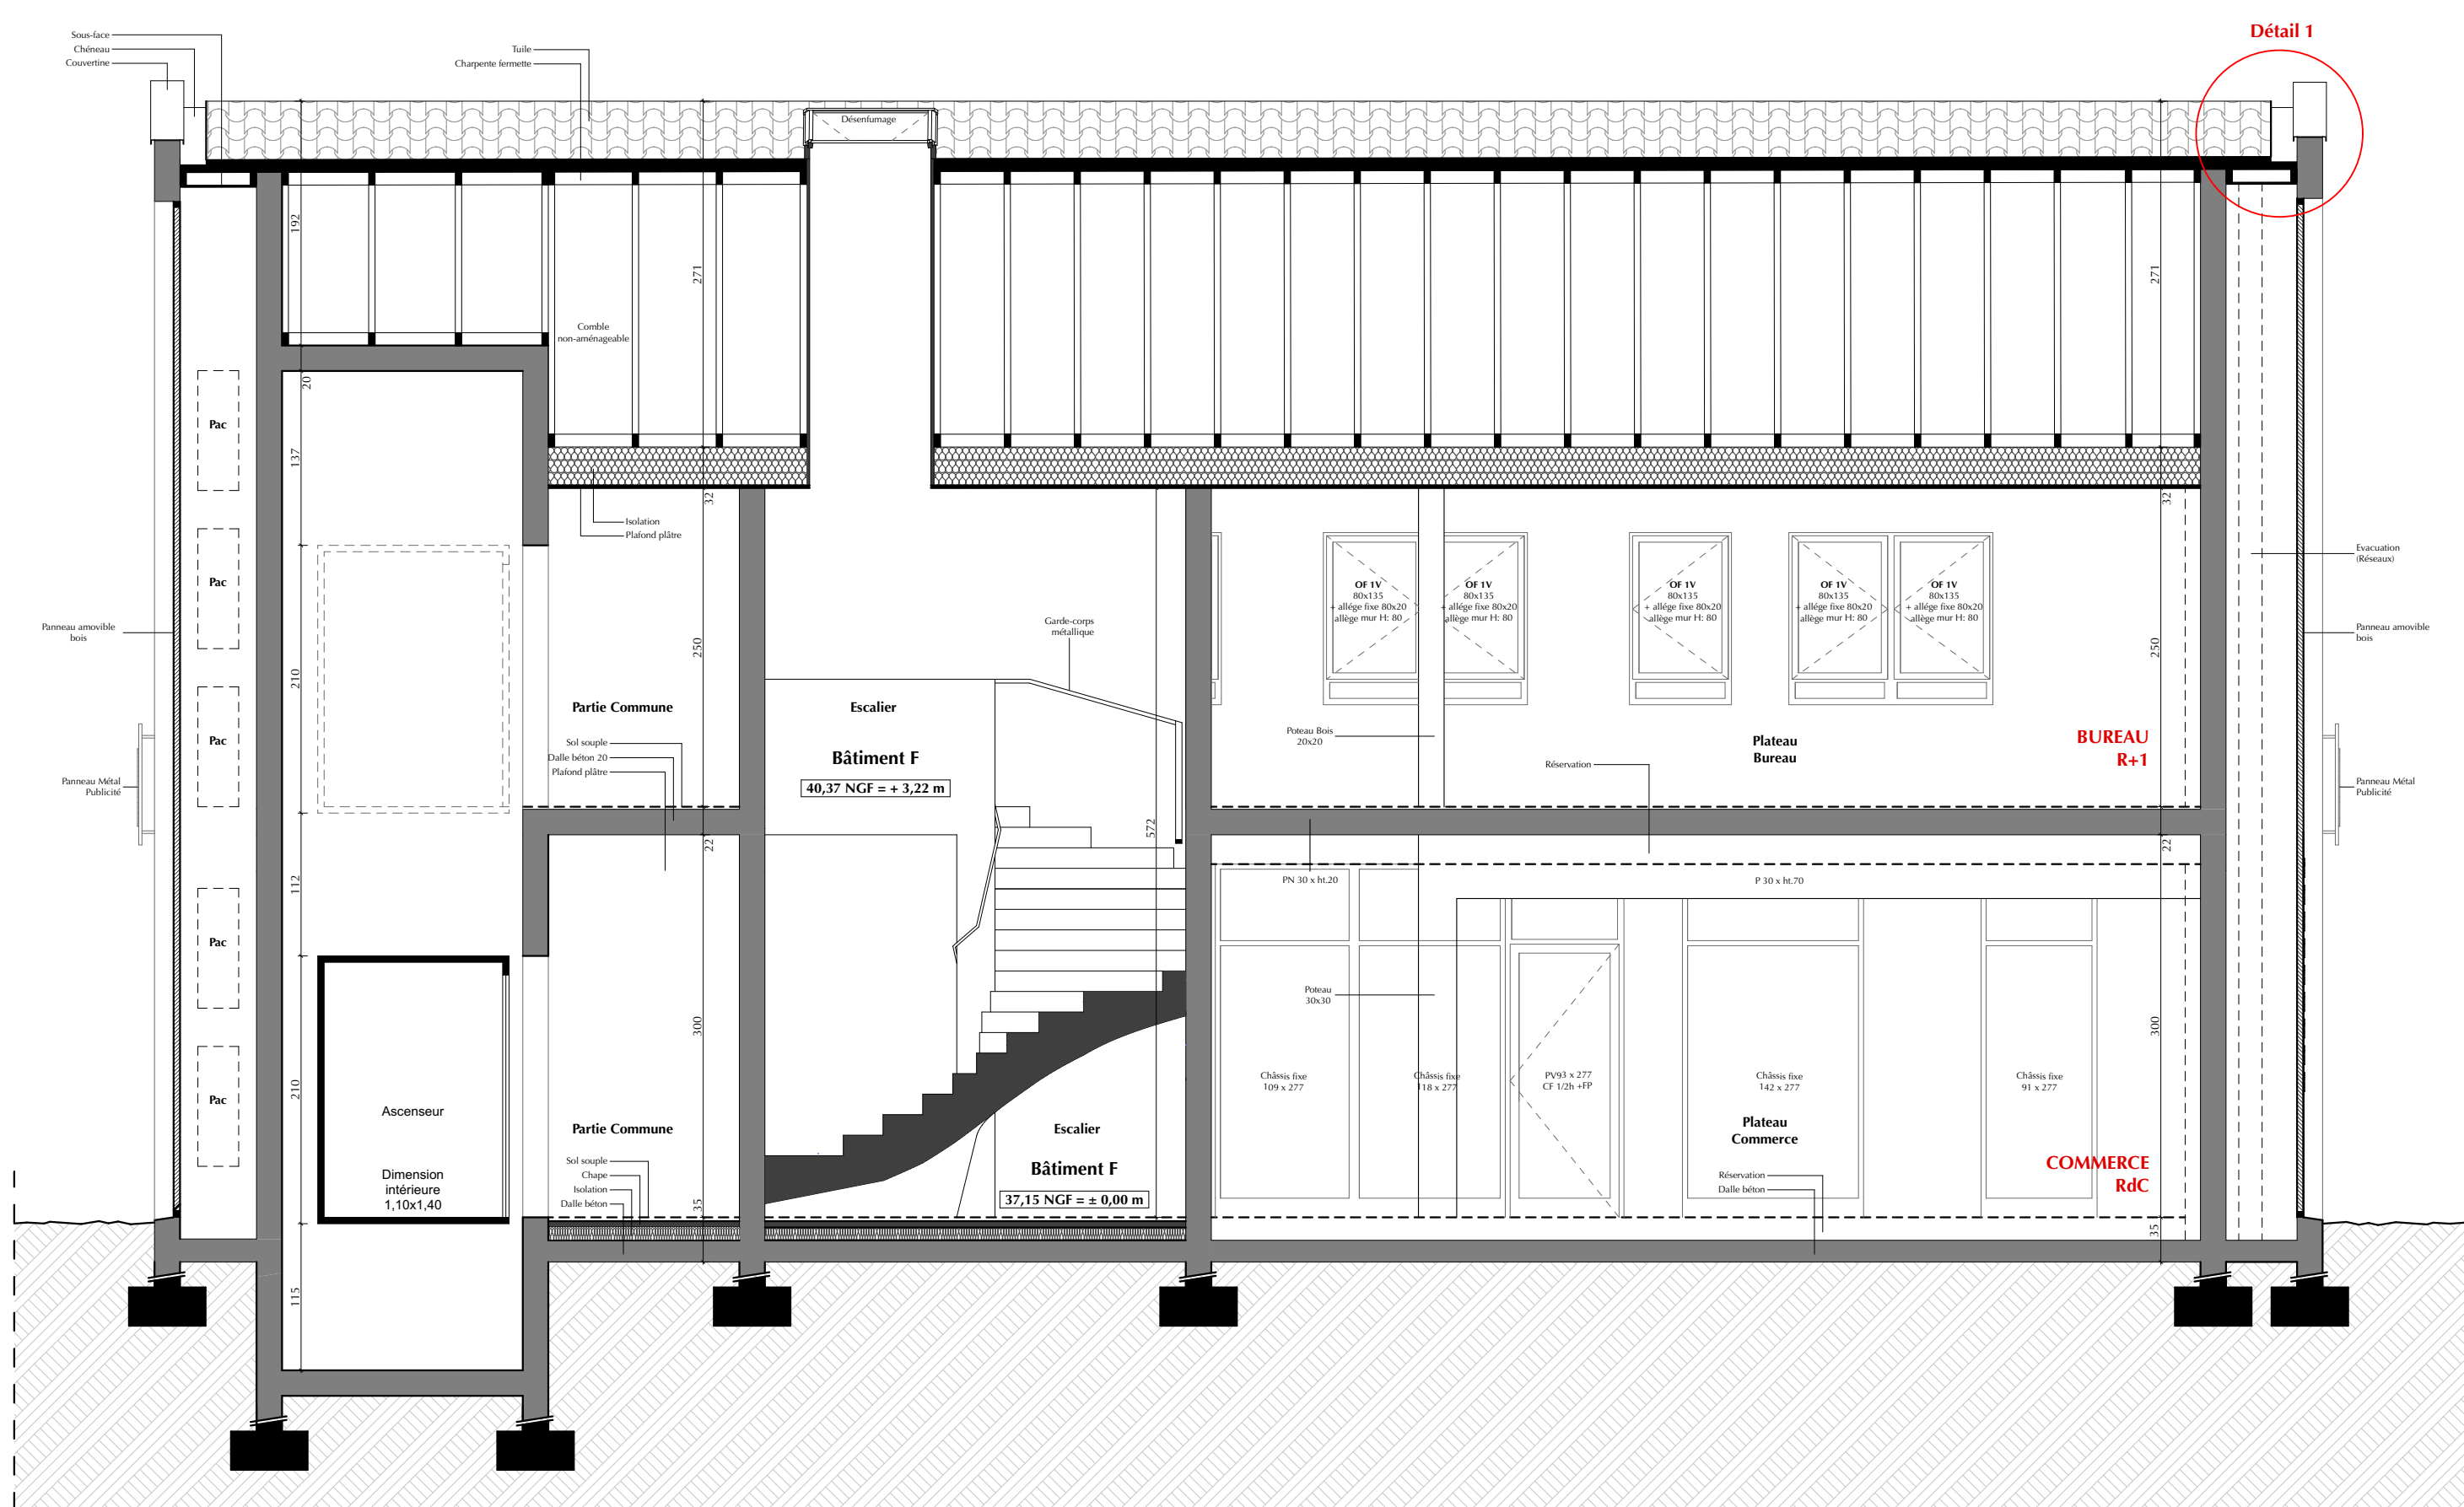 Détail 1
Sous-face
Chéneau
Couvertine
Tuile
Charpente fermette
Désenfumage
192
271
271
Comble
non-aménageable
20
Pac
137
32
32
Isolation
Plafond plâtre
Pac
Evacuation
(Réseaux)
OF 1V
80x135
+ allége fixe 80x20
allège mur H: 80
OF 1V
80x135
+ allége fixe 80x20
allège mur H: 80
OF 1V
80x135
+ allége fixe 80x20
allège mur H: 80
OF 1V
80x135
+ allége fixe 80x20
allège mur H: 80
OF 1V
80x135
+ allége fixe 80x20
allège mur H: 80
Panneau amovible
bois
Garde-corps
métallique
Panneau amovible
bois
210
250
250
Partie Commune
Escalier
Bâtiment F
40,37 NGF = + 3,22 m
Sol souple
Dalle béton 20
Plafond plâtre
Poteau Bois
20x20
Plateau
Bureau
BUREAU
R+1
Réservation
Pac
Panneau Métal
Publicité
Panneau Métal
Publicité
572
22
22
112
PN 30 x ht.20
P 30 x ht.70
Pac
Poteau
30x30
300
300
Châssis fixe
109 x 277
Châssis fixe
118 x 277
PV93 x 277
CF 1/2h +FP
Châssis fixe
142 x 277
Châssis fixe
91 x 277
Pac
210
Ascenseur
Dimension
intérieure
1,10x1,40
Partie Commune
Sol souple
Chape
Isolation
Dalle béton
Escalier
Bâtiment F
37,15 NGF = ± 0,00 m
Plateau
Commerce
COMMERCE
RdC
Réservation
Dalle béton
35
35
115